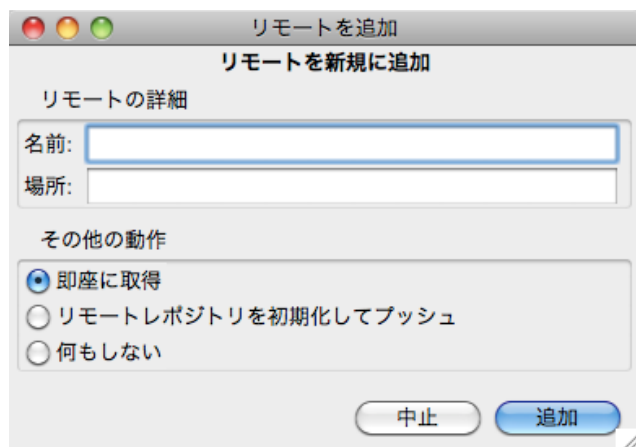 リモートを追加
リモートを新規に追加
リモートの詳細
名前:
場所:
その他の動作
即座に取得
リモートレポジトリを初期化してプッシュ
何もしない
中止 追加